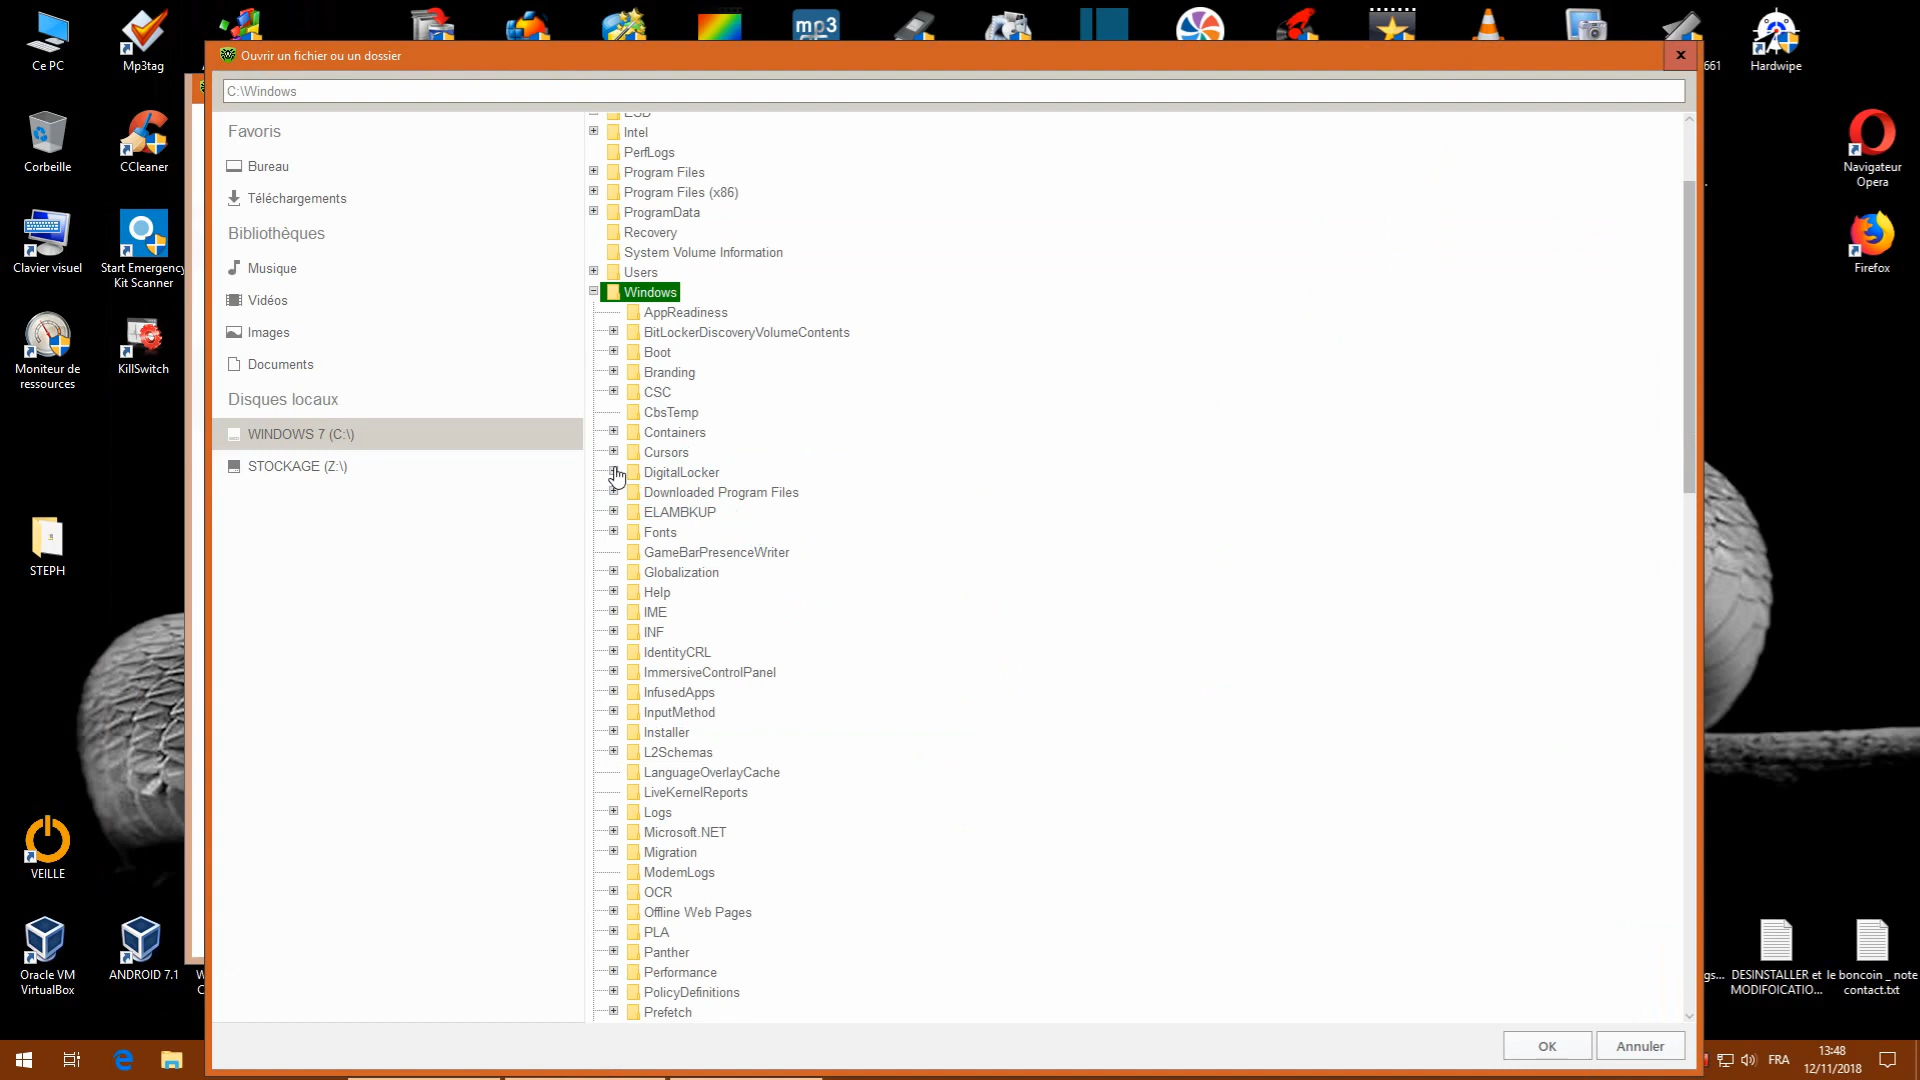 mp3
Ce PC
Mp3tag
661
Hardwipe
Ouvrir un fichier ou un dossier
x
C:\Windows
Corbeille
CCleaner
Clavier visuel
Start Emergency
Kit Scanner
Moniteur de
ressources
KillSwitch
STEPH
VEILLE
Oracle VM
VirtualBox
ANDROID 7.1
Favoris
Bureau
Téléchargements
Bibliothèques
Musique
Vidéos
Images
Documents
Disques locaux
WINDOWS 7 (C:\)
STOCKAGE (Z:\)
ESD
Intel
PerfLogs
Program Files
Program Files (x86)
ProgramData
Recovery
System Volume Information
Users
Windows
AppReadiness
BitLockerDiscoveryVolumeContents
Boot
Branding
CSC
CbsTemp
Containers
Cursors
DigitalLocker
Downloaded Program Files
ELAMBKUP
Fonts
GameBarPresenceWriter
Globalization
Help
IME
INF
IdentityCRL
ImmersiveControlPanel
InfusedApps
InputMethod
Installer
L2Schemas
LanguageOverlayCache
LiveKernelReports
Logs
Microsoft.NET
Migration
ModemLogs
OCR
Offline Web Pages
PLA
Panther
Performance
PolicyDefinitions
Prefetch
OK
Annuler
Navigateur
Opera
Firefox
gs...
DESINSTALLER et
MODIFOICATIO...
le boncoin _ note
contact.txt
FRA
13:48
12/11/2018